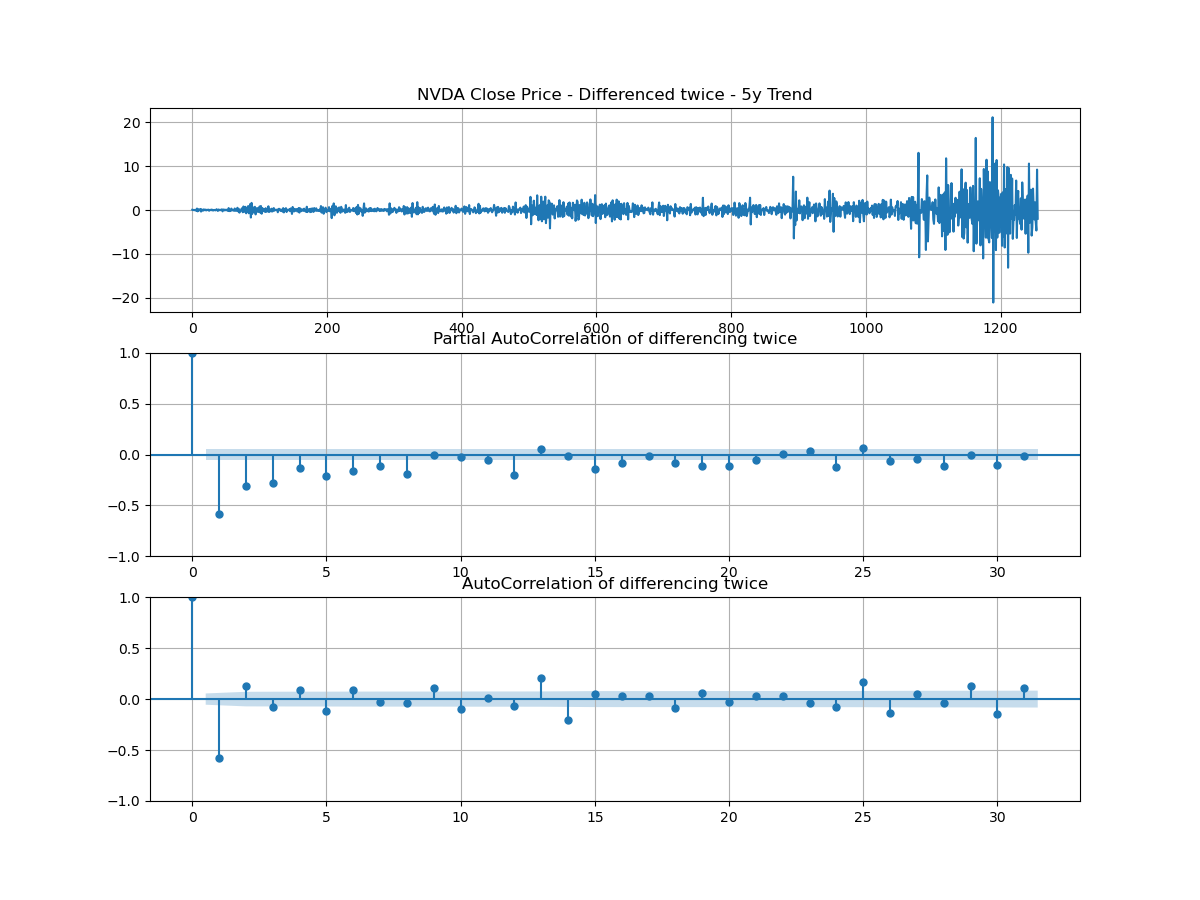 NVDA Close Price - Differenced twice - 5y Trend
20
10
0
−10
−20
0 200 400 600 800 1000 1200
Partial AutoCorrelation of differencing twice
1.0
0.5
0.0
−0.5
−1.0
0 5 10 15 20 25 30
AutoCorrelation of differencing twice
1.0
0.5
0.0
−0.5
−1.0
0 5 10 15 20 25 30